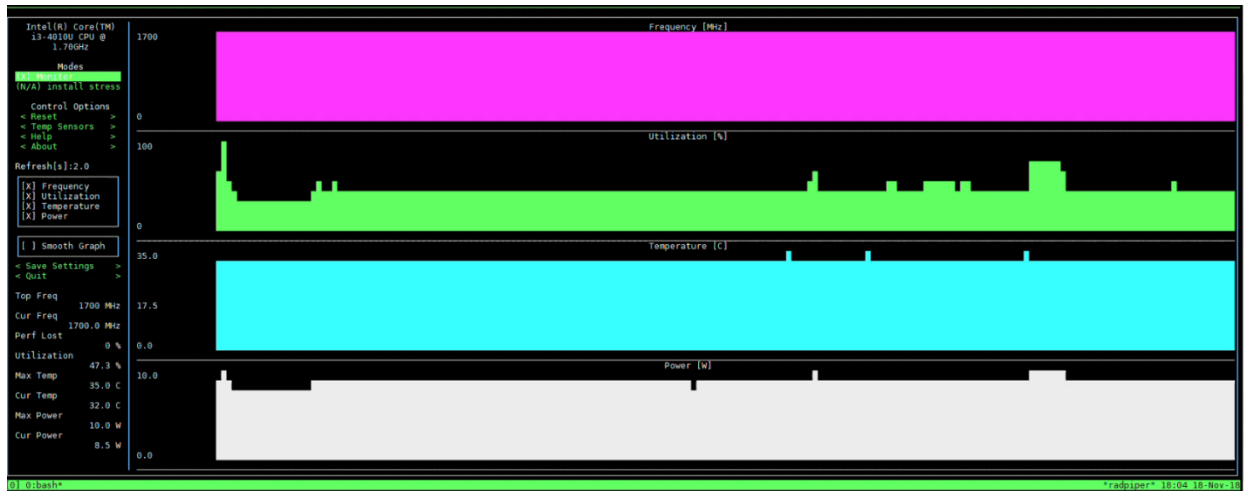 Intel(R) Core(TM)
i3-4010U CPU @
1.70GHz
Modes
(X) Monitor
(N/A) install stress
Control Options
< Reset >
< Temp Sensors >
< Help >
< About >
Refresh[s]:2.0
[X] Frequency
[X] Utilization
[X] Temperature
[X] Power
[ ] Smooth Graph
< Save Settings >
< Quit >
Top Freq
1700 MHz
Cur Freq
1700.0 MHz
Perf Lost
0 %
Utilization
47.3 %
Max Temp
35.0 C
Cur Temp
32.0 C
Max Power
10.0 W
Cur Power
8.5 W
Frequency [MHz]
1700
0
Utilization [%]
100
0
Temperature [C]
35.0
17.5
0.0
Power [W]
10.0
0.0
0] 0:bash* "radpiper" 18:04 18-Nov-18